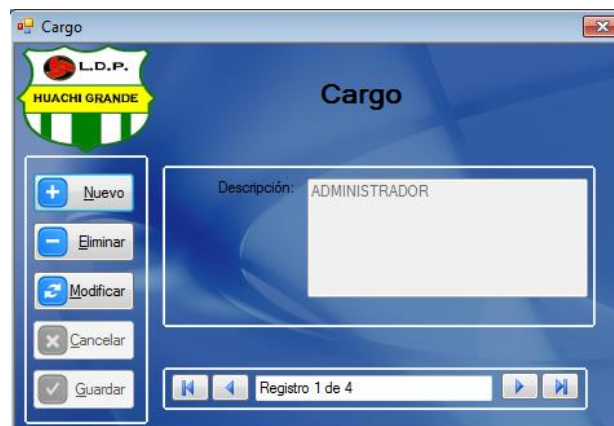 Cargo
L.D.P.
HUACHI GRANDE
Cargo
Nuevo
Eliminar
Modificar
Cancelar
Guardar
Descripción: ADMINISTRADOR
Registro 1 de 4